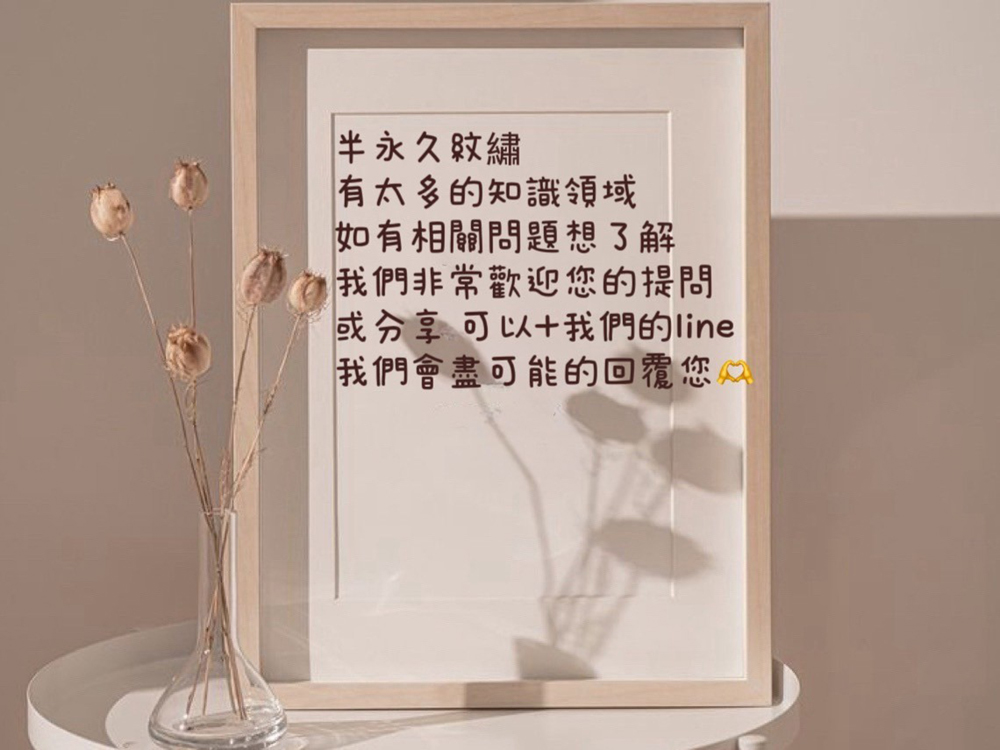 半永久紋繡
有太多的知識領域
如有相關問題想了解
我們非常歡迎您的提問
或分享 可以+我們的line
我們會盡可能的回覆您🫶